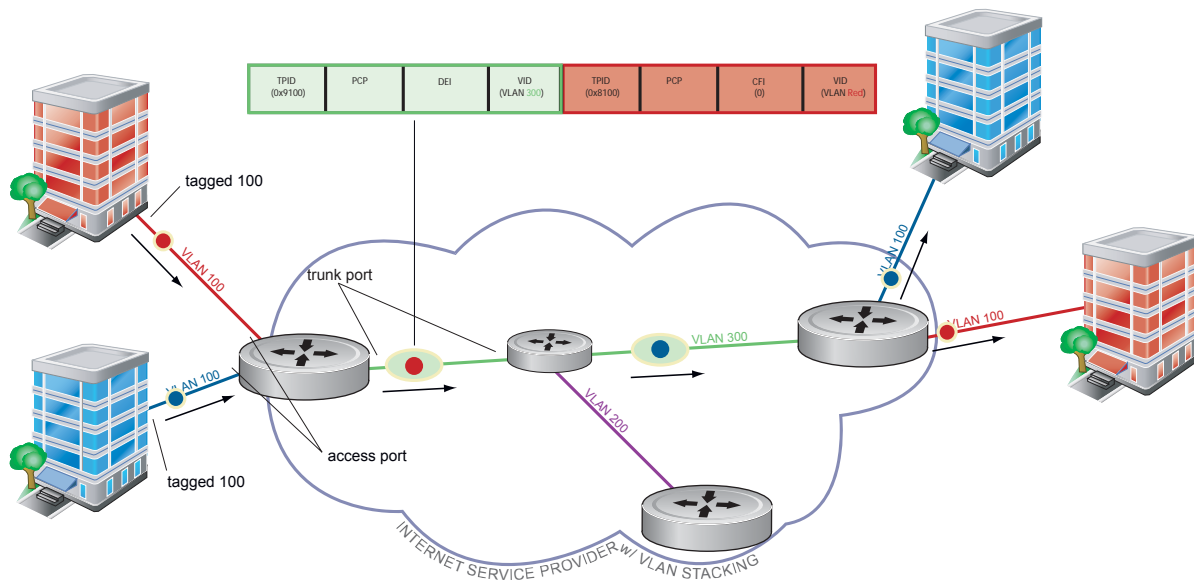 TPID
(0x9100)
PCP
DEI
VID
(VLAN 300)
TPID
(0x8100)
PCP
CFI
(0)
VID
(VLAN Red)
tagged 100
VLAN 100
trunk port
VLAN 100
VLAN 100
VLAN 300
VLAN 100
VLAN 200
access port
tagged 100
INTERNET SERVICE PROVIDER w/ VLAN STACKING